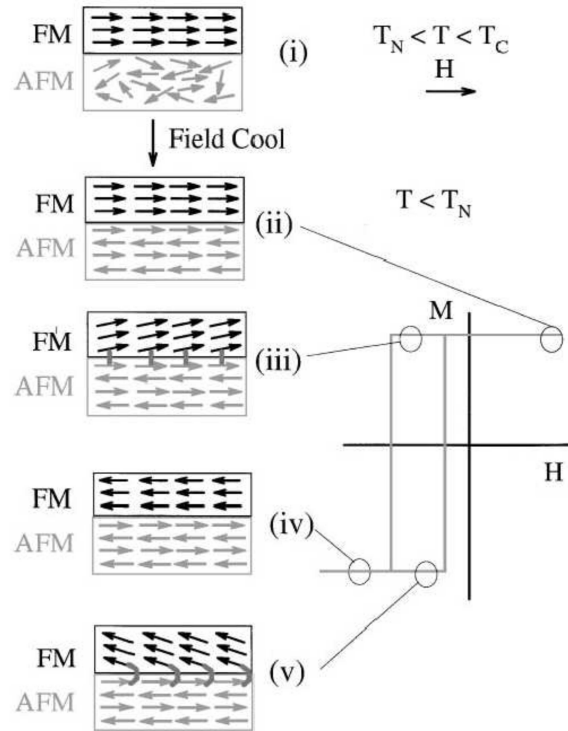 FM
AFM
(i)
T_N < T < T_C
H
Field Cool
FM
AFM
(ii)
T < T_N
FM
AFM
(iii)
M
H
FM
AFM
(iv)
FM
AFM
(v)